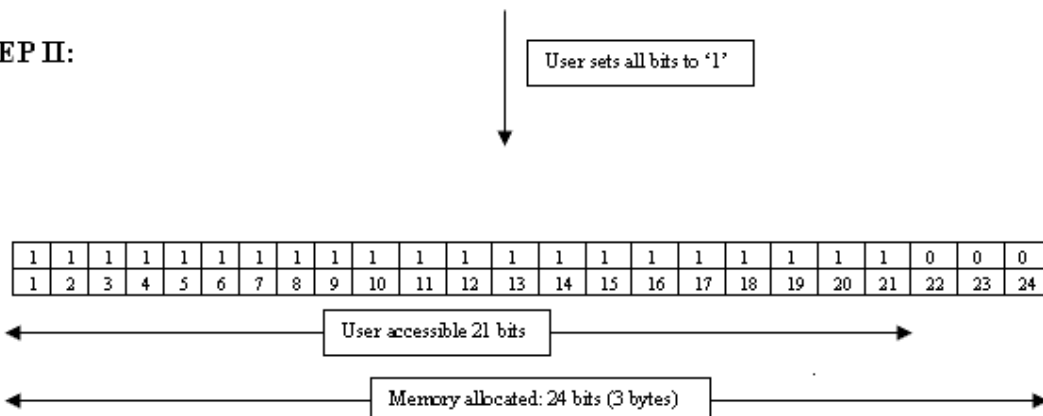 EP II:
User sets all bits to ‘1’
1 1 1 1 1 1 1 1 1 1 1 1 1 1 1 1 1 1 1 1 1 0 0 0
1 2 3 4 5 6 7 8 9 10 11 12 13 14 15 16 17 18 19 20 21 22 23 24
User accessible 21 bits
Memory allocated: 24 bits (3 bytes)